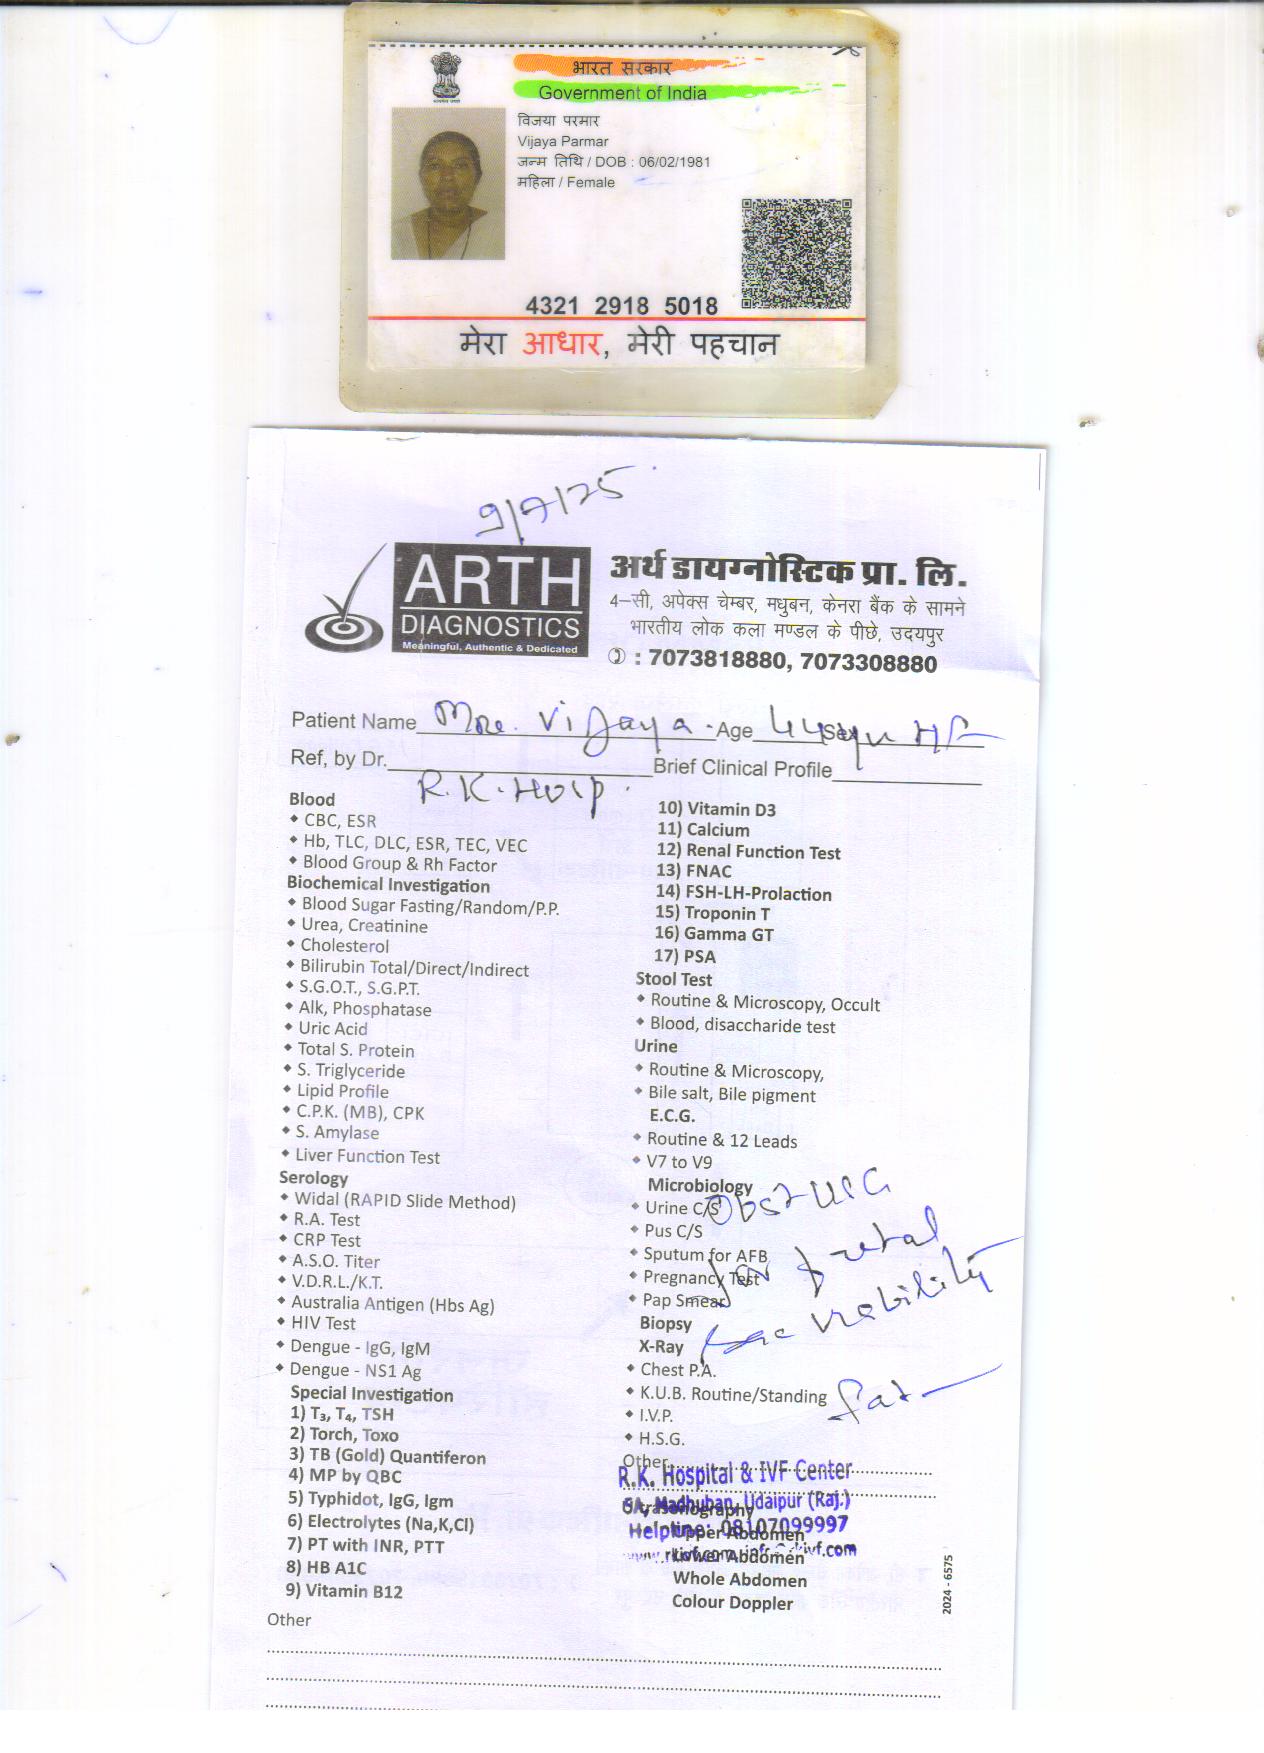 भारत सरकार
Government of India
विजया परमार
Vijaya Parmar
जन्म तिथि / DOB : 06/02/1981
महिला / Female
4321 2918 5018
मेरा आधार, मेरी पहचान
9/7/25
ARTH
DIAGNOSTICS
Meaningful, Authentic & Dedicated
अर्थ डायग्नोस्टिक प्रा. लि.
4–सी, अपेक्स चेम्बर, मधुबन, केनरा बैंक के सामने
भारतीय लोक कला मण्डल के पीछे, उदयपुर
: 7073818880, 7073308880
Patient Name Mre. Vijaya Age 44
Ref, by Dr. R.K. Hosp. Brief Clinical Profile
Blood
CBC, ESR
Hb, TLC, DLC, ESR, TEC, VEC
Blood Group & Rh Factor
Biochemical Investigation
Blood Sugar Fasting/Random/P.P.
Urea, Creatinine
Cholesterol
Bilirubin Total/Direct/Indirect
S.G.O.T., S.G.P.T.
Alk, Phosphatase
Uric Acid
Total S. Protein
S. Triglyceride
Lipid Profile
C.P.K. (MB), CPK
S. Amylase
Liver Function Test
Serology
Widal (RAPID Slide Method)
R.A. Test
CRP Test
A.S.O. Titer
V.D.R.L./K.T.
Australia Antigen (Hbs Ag)
HIV Test
Dengue - IgG, IgM
Dengue - NS1 Ag
Special Investigation
1) T₃, T₄, TSH
2) Torch, Toxo
3) TB (Gold) Quantiferon
4) MP by QBC
5) Typhidot, IgG, Igm
6) Electrolytes (Na,K,Cl)
7) PT with INR, PTT
8) HB A1C
9) Vitamin B12
Other
10) Vitamin D3
11) Calcium
12) Renal Function Test
13) FNAC
14) FSH-LH-Prolaction
15) Troponin T
16) Gamma GT
17) PSA
Stool Test
Routine & Microscopy, Occult
Blood, disaccharide test
Urine
Routine & Microscopy,
Bile salt, Bile pigment
E.C.G.
Routine & 12 Leads
V7 to V9
Microbiology
Urine C/S
Pus C/S
Sputum for AFB
Pregnancy Test
Pap Smear
Biopsy
X-Ray
Chest P.A.
K.U.B. Routine/Standing
I.V.P.
H.S.G.
Other
Obst USG
for fetal
viability
R.K. Hospital & IVF Center
5A, Madhuban, Udaipur (Raj.)
Helpline: 08107099997
Ultrasonography
Upper Abdomen
Lower Abdomen
Whole Abdomen
Colour Doppler
2024 - 6575